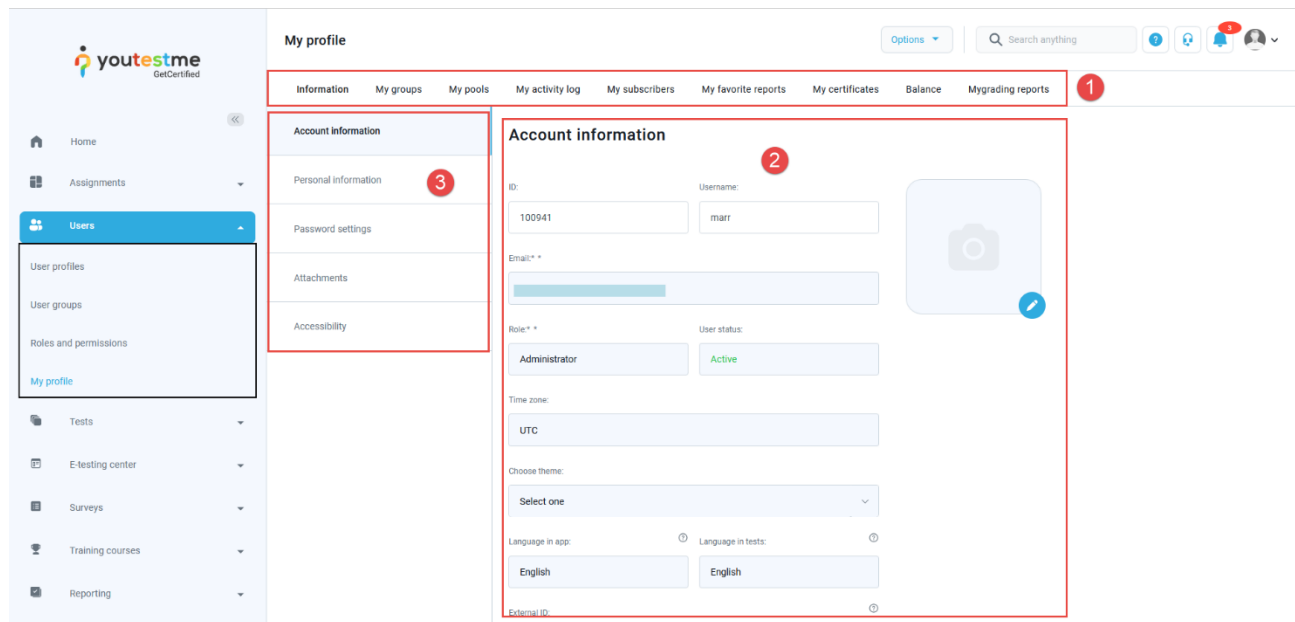 youtestme
GetCertified
My profile
Options
Search anything
?
3
Information My groups My pools My activity log My subscribers My favorite reports My certificates Balance Mygrading reports
1
Home
Assignments
Users
User profiles
User groups
Roles and permissions
My profile
Tests
E-testing center
Surveys
Training courses
Reporting
Account information
Personal information
3
Password settings
Attachments
Accessibility
Account information
2
ID: Username:
100941 marr
Email:* *
Role:* * User status:
Administrator Active
Time zone:
UTC
Choose theme:
Select one
Language in app: ? Language in tests: ?
English English
External ID: ?